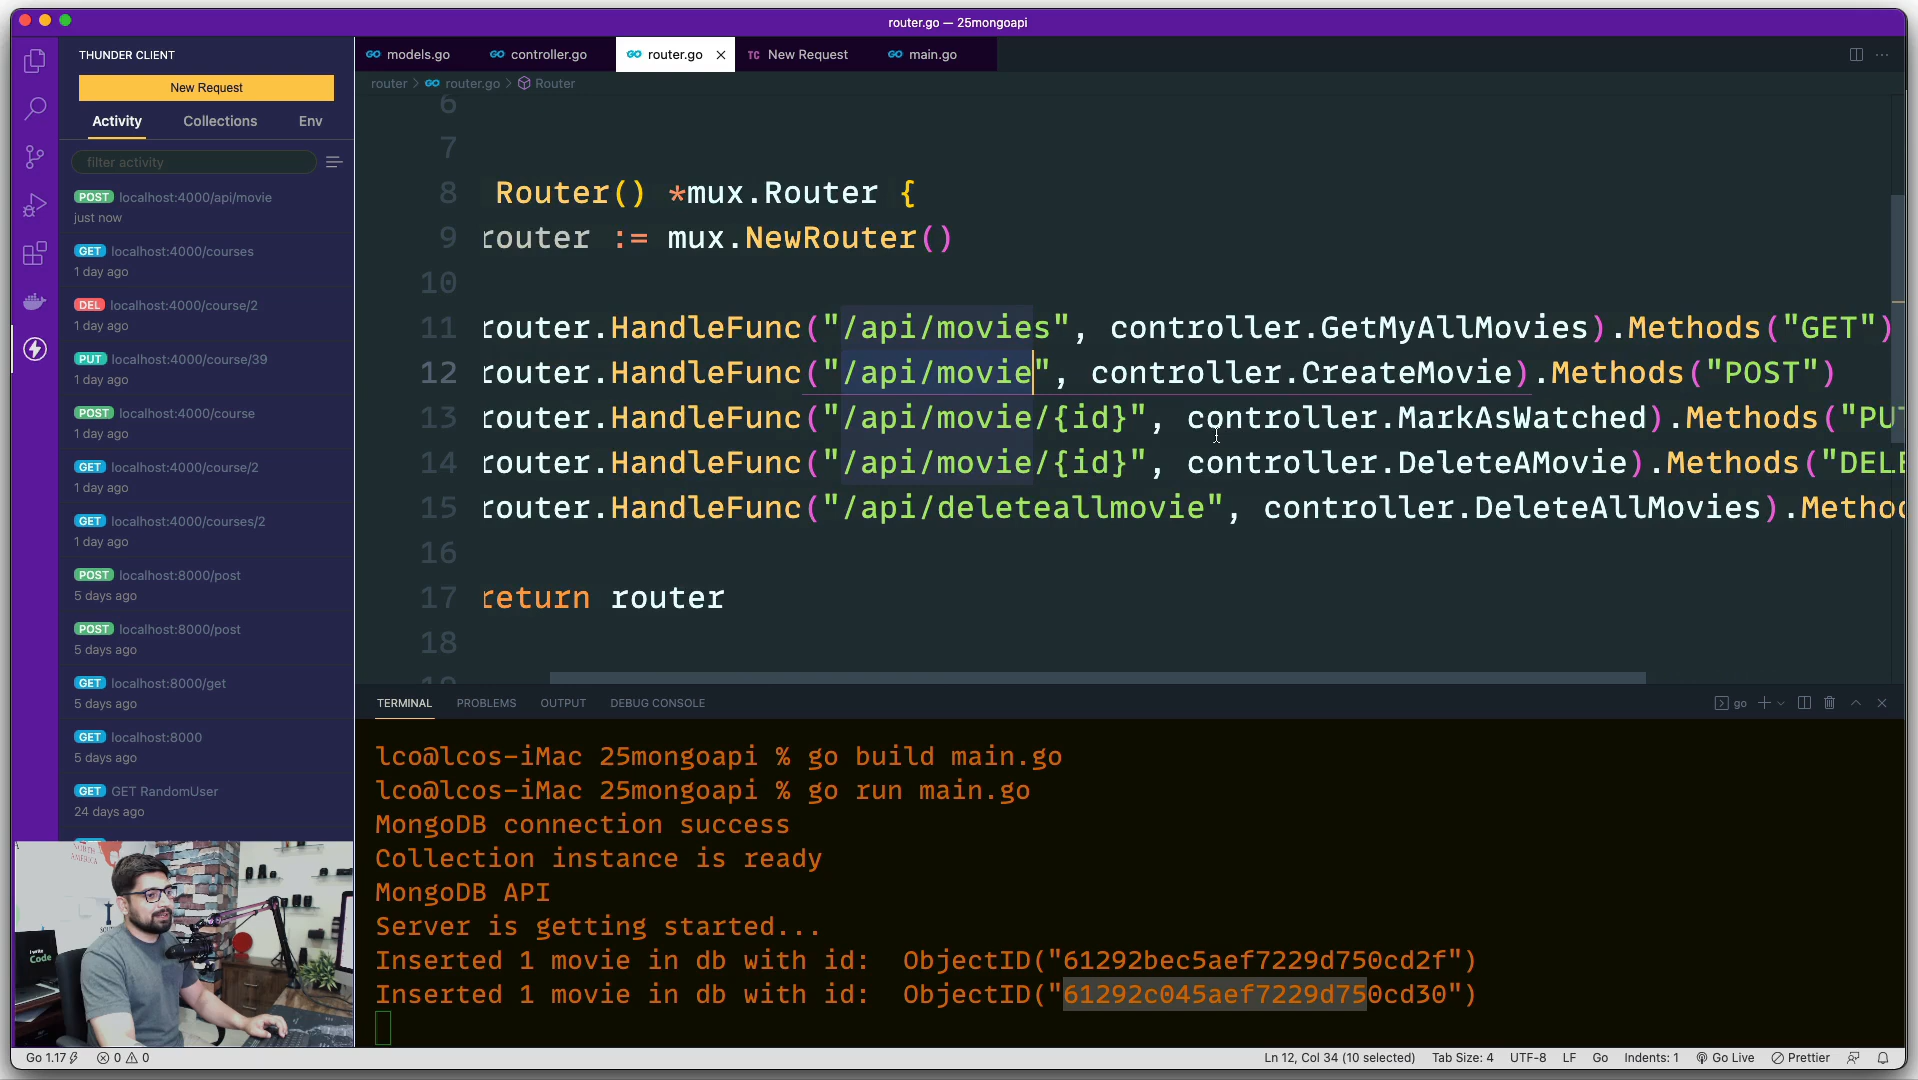 router.go — 25mongoapi
THUNDER CLIENT
New Request
Activity Collections Env
filter activity
POST localhost:4000/api/movie
just now
GET localhost:4000/courses
1 day ago
DEL localhost:4000/course/2
1 day ago
PUT localhost:4000/course/39
1 day ago
POST localhost:4000/course
1 day ago
GET localhost:4000/course/2
1 day ago
GET localhost:4000/courses/2
1 day ago
POST localhost:8000/post
5 days ago
POST localhost:8000/post
5 days ago
GET localhost:8000/get
5 days ago
GET localhost:8000
5 days ago
GET GET RandomUser
24 days ago
models.go controller.go router.go TC New Request main.go
router > router.go > Router
6
7
8 Router() *mux.Router {
9 router := mux.NewRouter()
10
11 router.HandleFunc("/api/movies", controller.GetMyAllMovies).Methods("GET")
12 router.HandleFunc("/api/movie", controller.CreateMovie).Methods("POST")
13 router.HandleFunc("/api/movie/{id}", controller.MarkAsWatched).Methods("PUT
14 router.HandleFunc("/api/movie/{id}", controller.DeleteAMovie).Methods("DELE
15 router.HandleFunc("/api/deleteallmovie", controller.DeleteAllMovies).Metho
16
17 return router
18
TERMINAL PROBLEMS OUTPUT DEBUG CONSOLE go
lco@lcos-iMac 25mongoapi % go build main.go
lco@lcos-iMac 25mongoapi % go run main.go
MongoDB connection success
Collection instance is ready
MongoDB API
Server is getting started...
Inserted 1 movie in db with id:  ObjectID("61292bec5aef7229d750cd2f")
Inserted 1 movie in db with id:  ObjectID("61292c045aef7229d750cd30")
NORTH
AMERICA
Code
Go 1.17 0 0 Ln 12, Col 34 (10 selected) Tab Size: 4 UTF-8 LF Go Indents: 1 Go Live Prettier